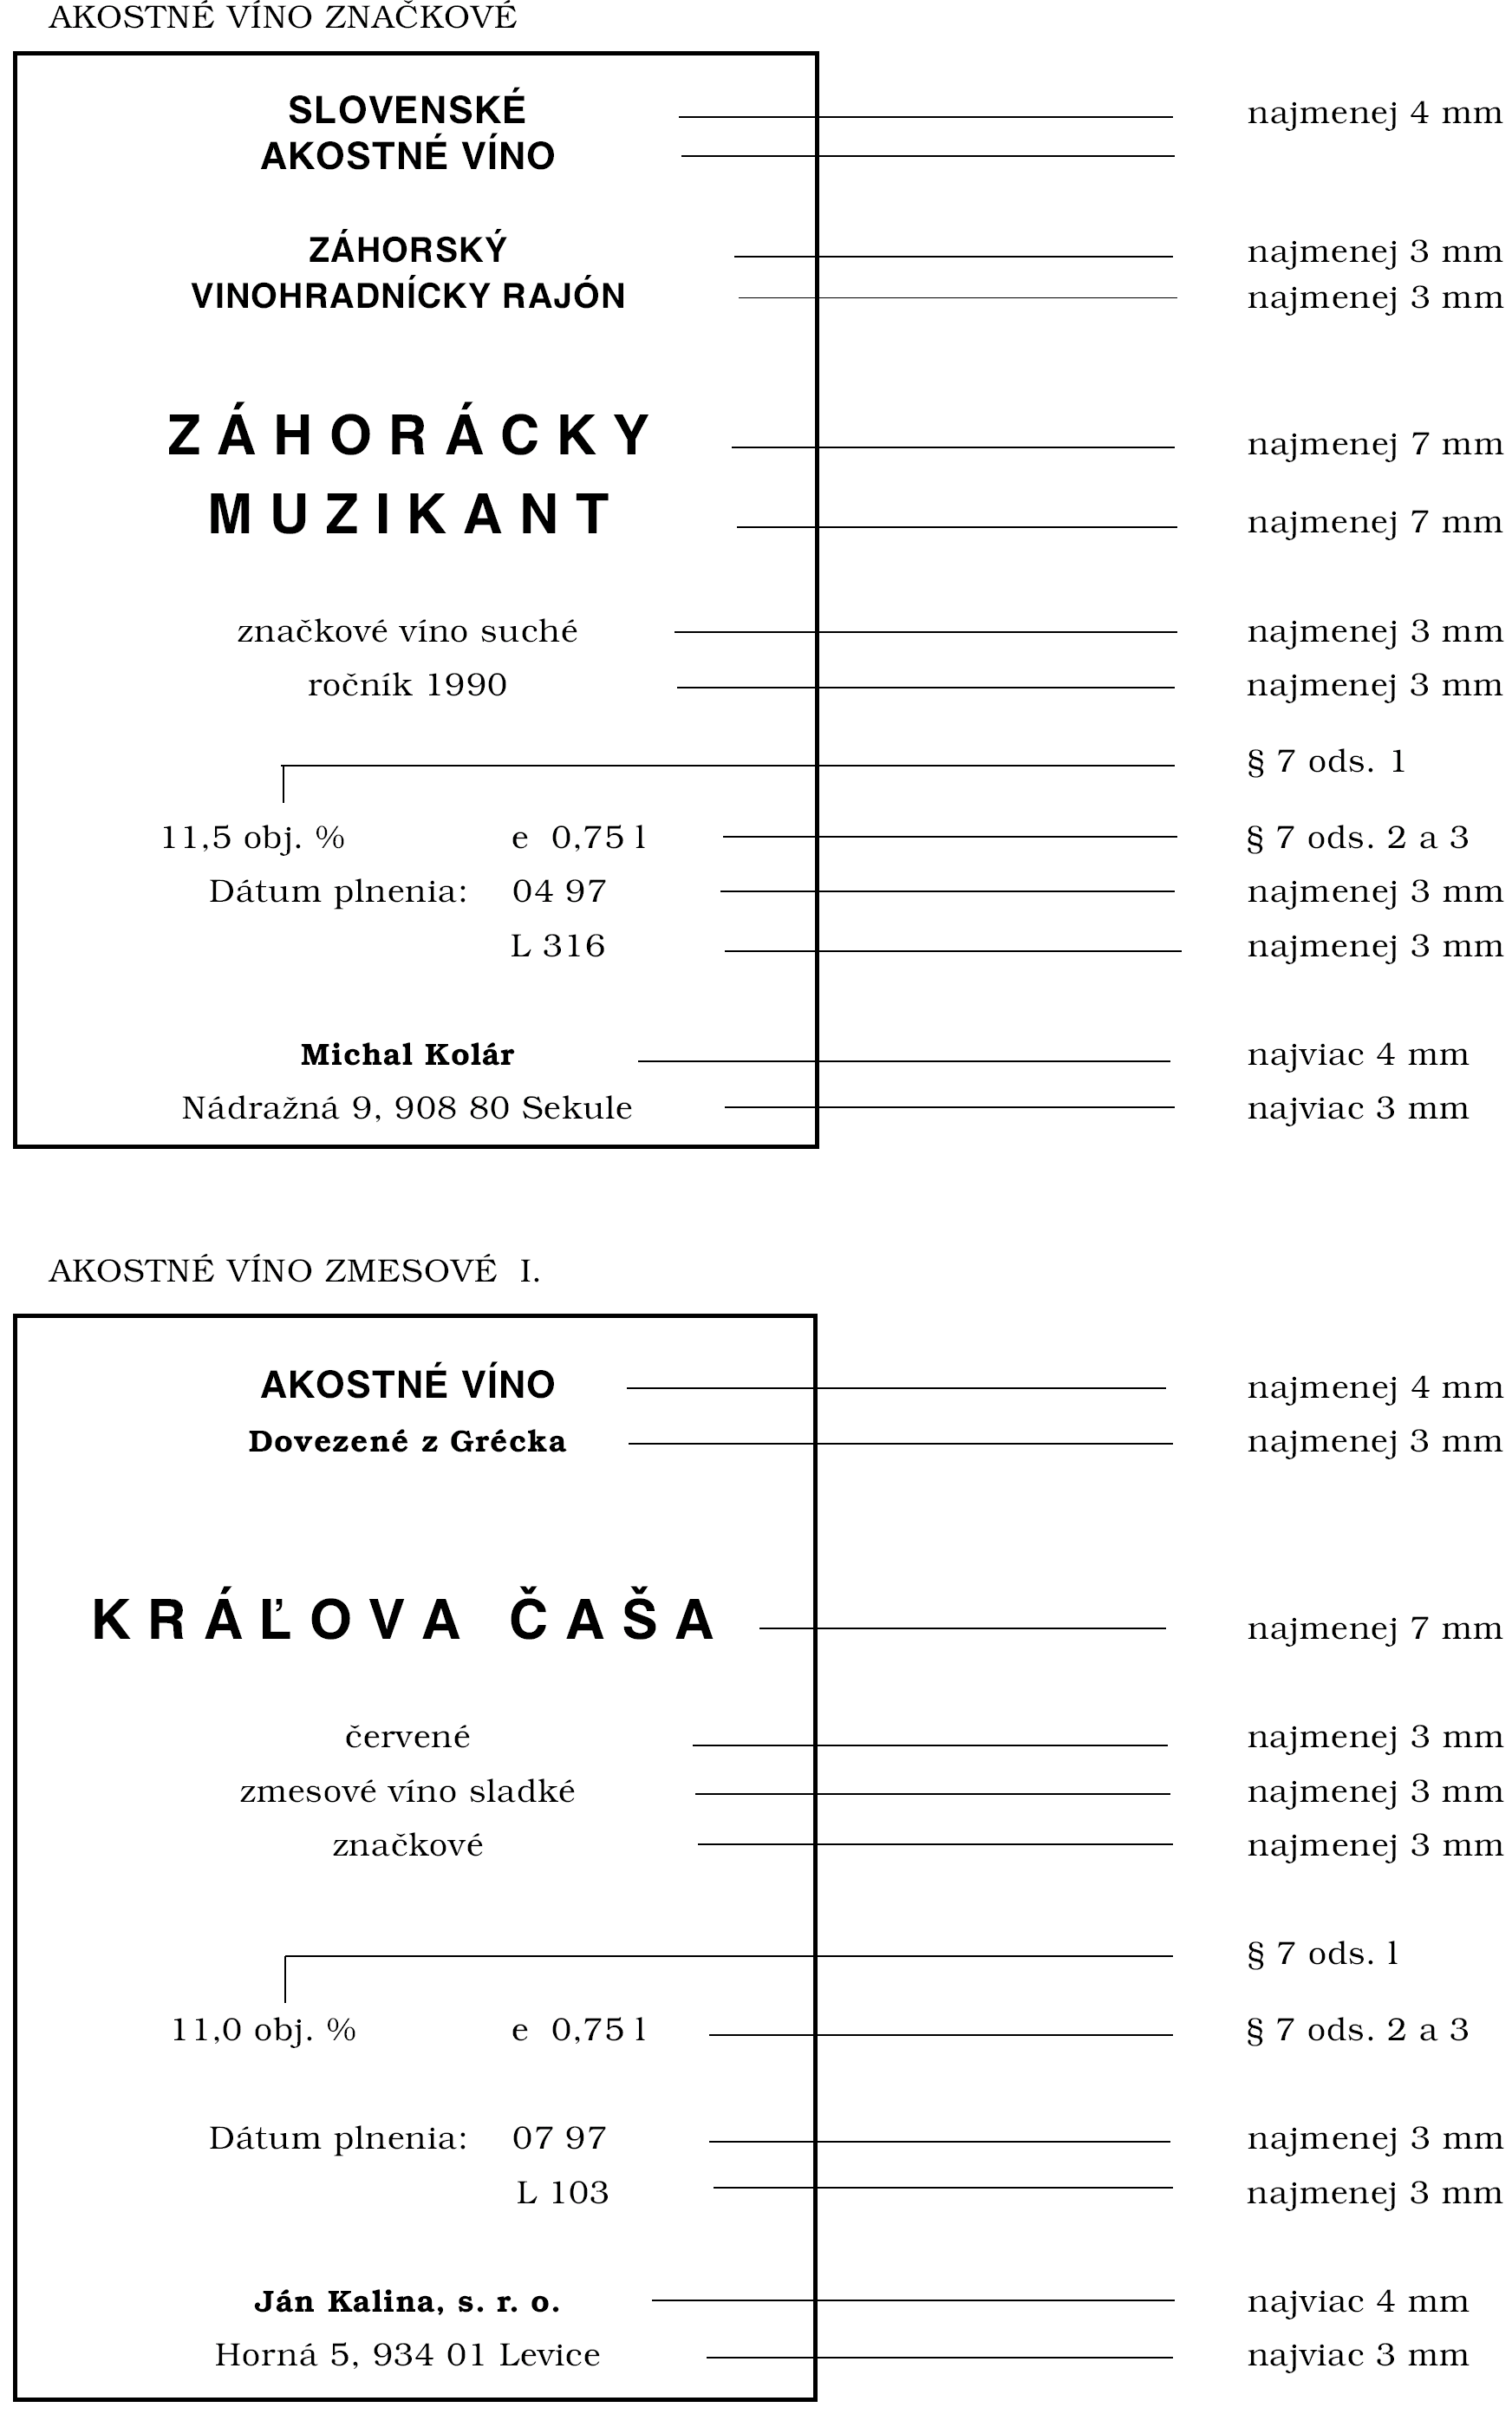 AKOSTNÉ VÍNO ZNAČKOVÉ
SLOVENSKÉ najmenej 4 mm
AKOSTNÉ VÍNO
ZÁHORSKÝ najmenej 3 mm
VINOHRADNÍCKY RAJÓN najmenej 3 mm
ZÁHORÁCKY najmenej 7 mm
MUZIKANT najmenej 7 mm
značkové víno suché najmenej 3 mm
ročník 1990 najmenej 3 mm
§ 7 ods. 1
11,5 obj. % e 0,75 l § 7 ods. 2 a 3
Dátum plnenia: 04 97 najmenej 3 mm
L 316 najmenej 3 mm
Michal Kolár najviac 4 mm
Nádražná 9, 908 80 Sekule najviac 3 mm
AKOSTNÉ VÍNO ZMESOVÉ I.
AKOSTNÉ VÍNO najmenej 4 mm
Dovezené z Grécka najmenej 3 mm
KRÁĽOVA ČAŠA najmenej 7 mm
červené najmenej 3 mm
zmesové víno sladké najmenej 3 mm
značkové najmenej 3 mm
§ 7 ods. l
11,0 obj. % e 0,75 l § 7 ods. 2 a 3
Dátum plnenia: 07 97 najmenej 3 mm
L 103 najmenej 3 mm
Ján Kalina, s. r. o. najviac 4 mm
Horná 5, 934 01 Levice najviac 3 mm